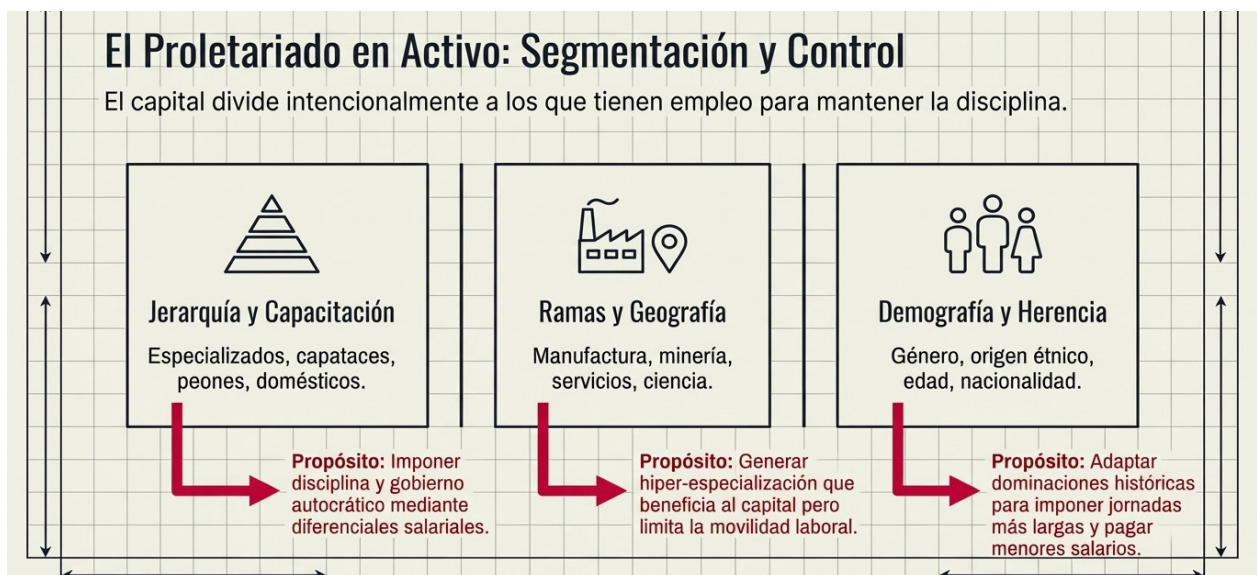 El Proletariado en Activo: Segmentación y Control
El capital divide intencionalmente a los que tienen empleo para mantener la disciplina.
Jerarquía y Capacitación
Especializados, capataces,
peones, domésticos.
Propósito: Imponer
disciplina y gobierno
autocrático mediante
diferenciales salariales.
Ramas y Geografía
Manufactura, minería,
servicios, ciencia.
Propósito: Generar
hiper-especialización que
beneficia al capital pero
limita la movilidad laboral.
Demografía y Herencia
Género, origen étnico,
edad, nacionalidad.
Propósito: Adaptar
dominaciones históricas
para imponer jornadas
más largas y pagar
menores salarios.